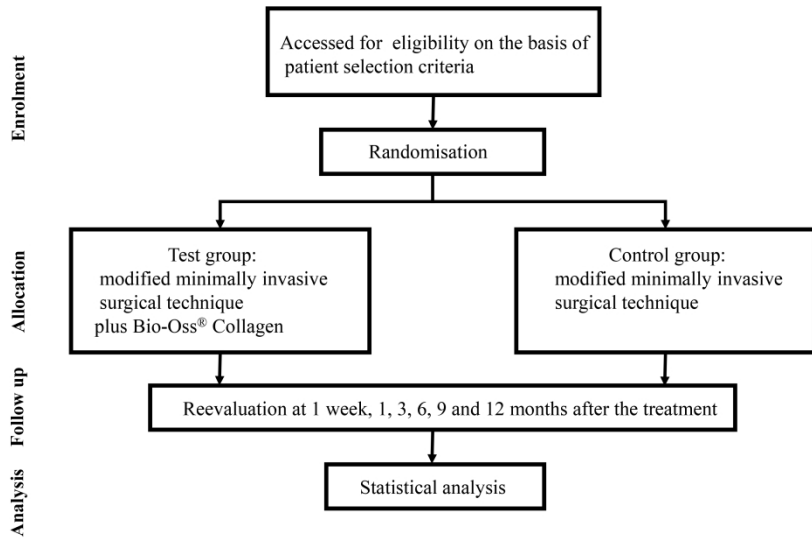 Enrolment
Accessed for eligibility on the basis of
patient selection criteria
Randomisation
Allocation
Test group:
modified minimally invasive
surgical technique
plus Bio-Oss® Collagen
Control group:
modified minimally invasive
surgical technique
Follow up
Reevaluation at 1 week, 1, 3, 6, 9 and 12 months after the treatment
Analysis
Statistical analysis